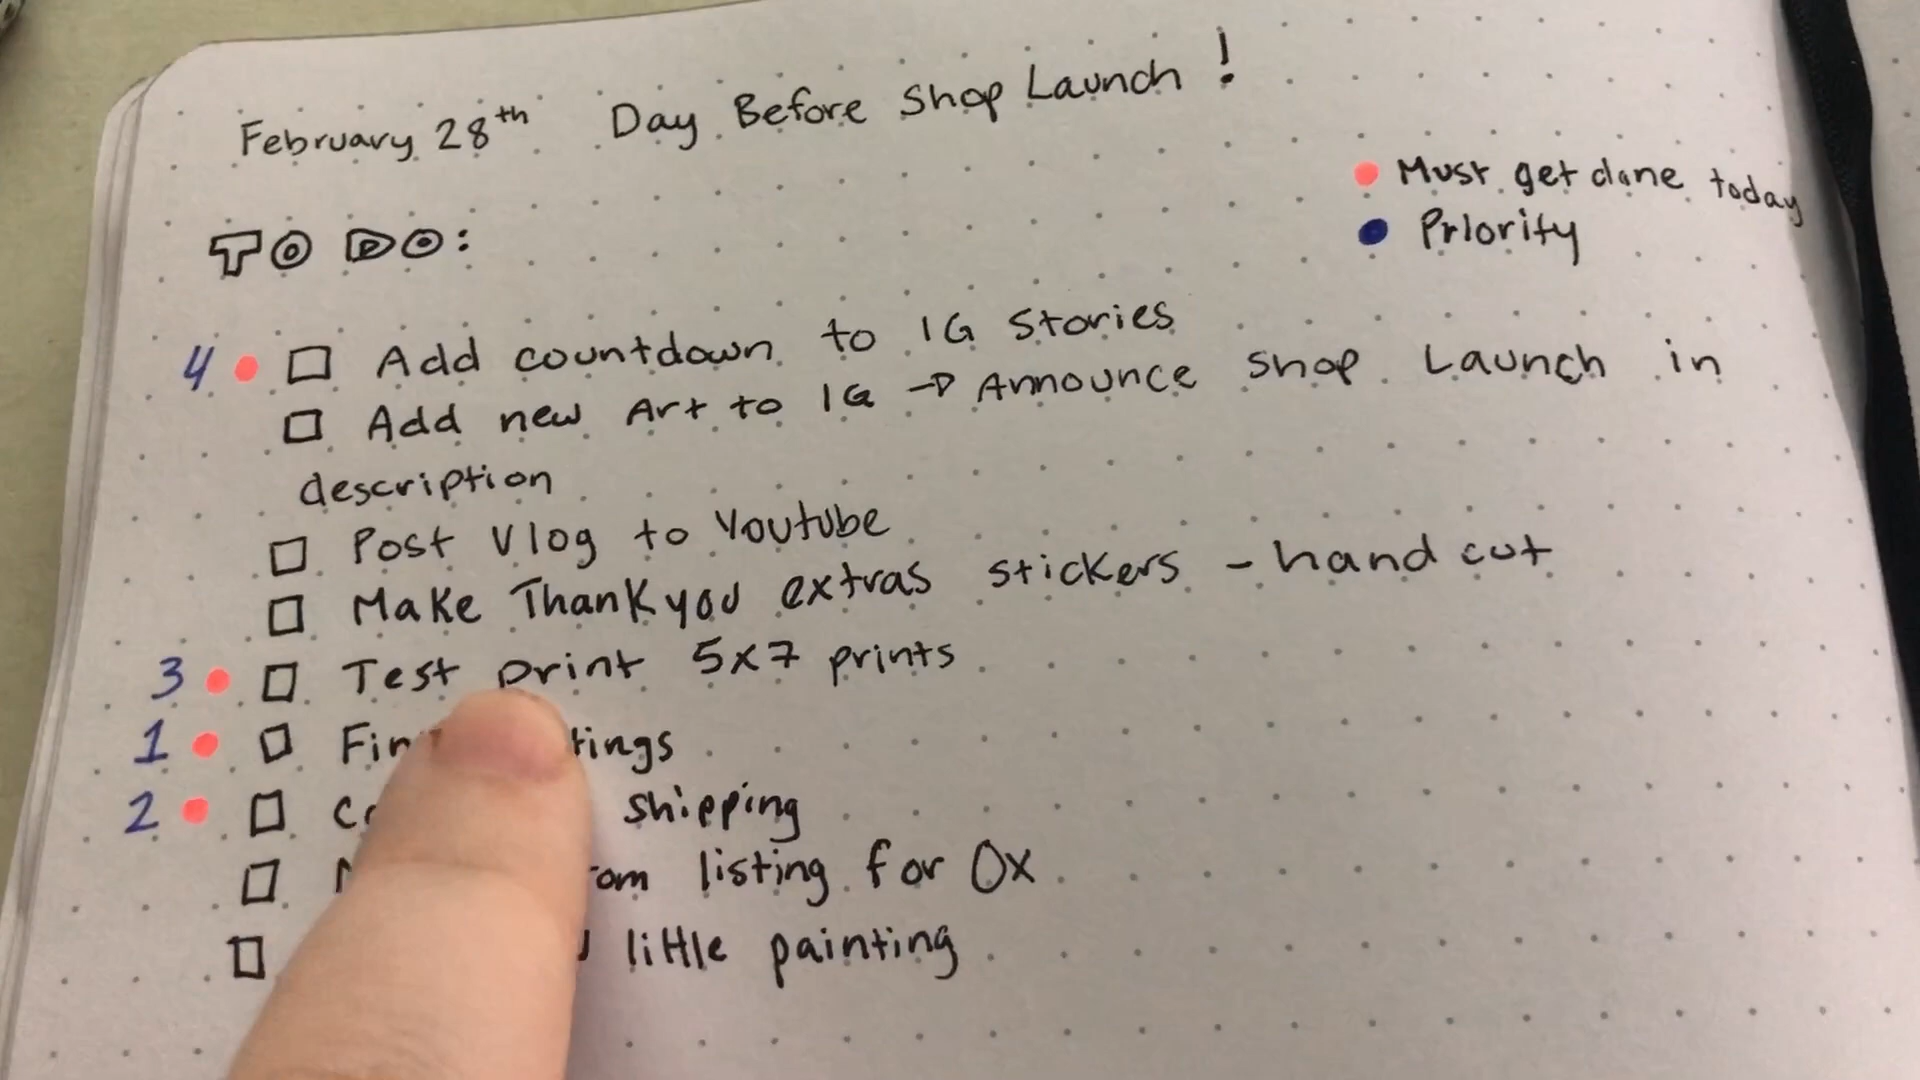 February 28th Day Before Shop Launch!
Must get done today
Priority
TO DO:
4 Add countdown to IG Stories
Add new Art to IG → Announce shop Launch in
description
Post Vlog to Youtube
Make Thank you extras stickers - hand cut
3 Test print 5x7 prints
1
2 shipping
listing for Ox
little painting